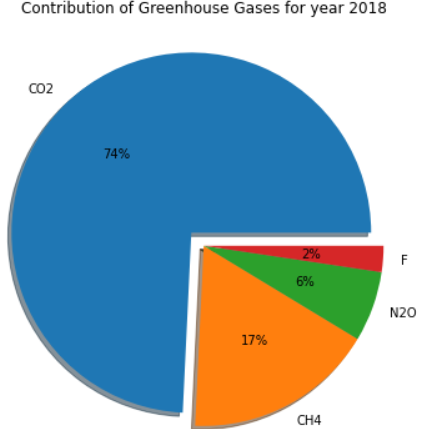 Contribution of Greenhouse Gases for year 2018
CO2
74%
2%
F
6%
N2O
17%
CH4